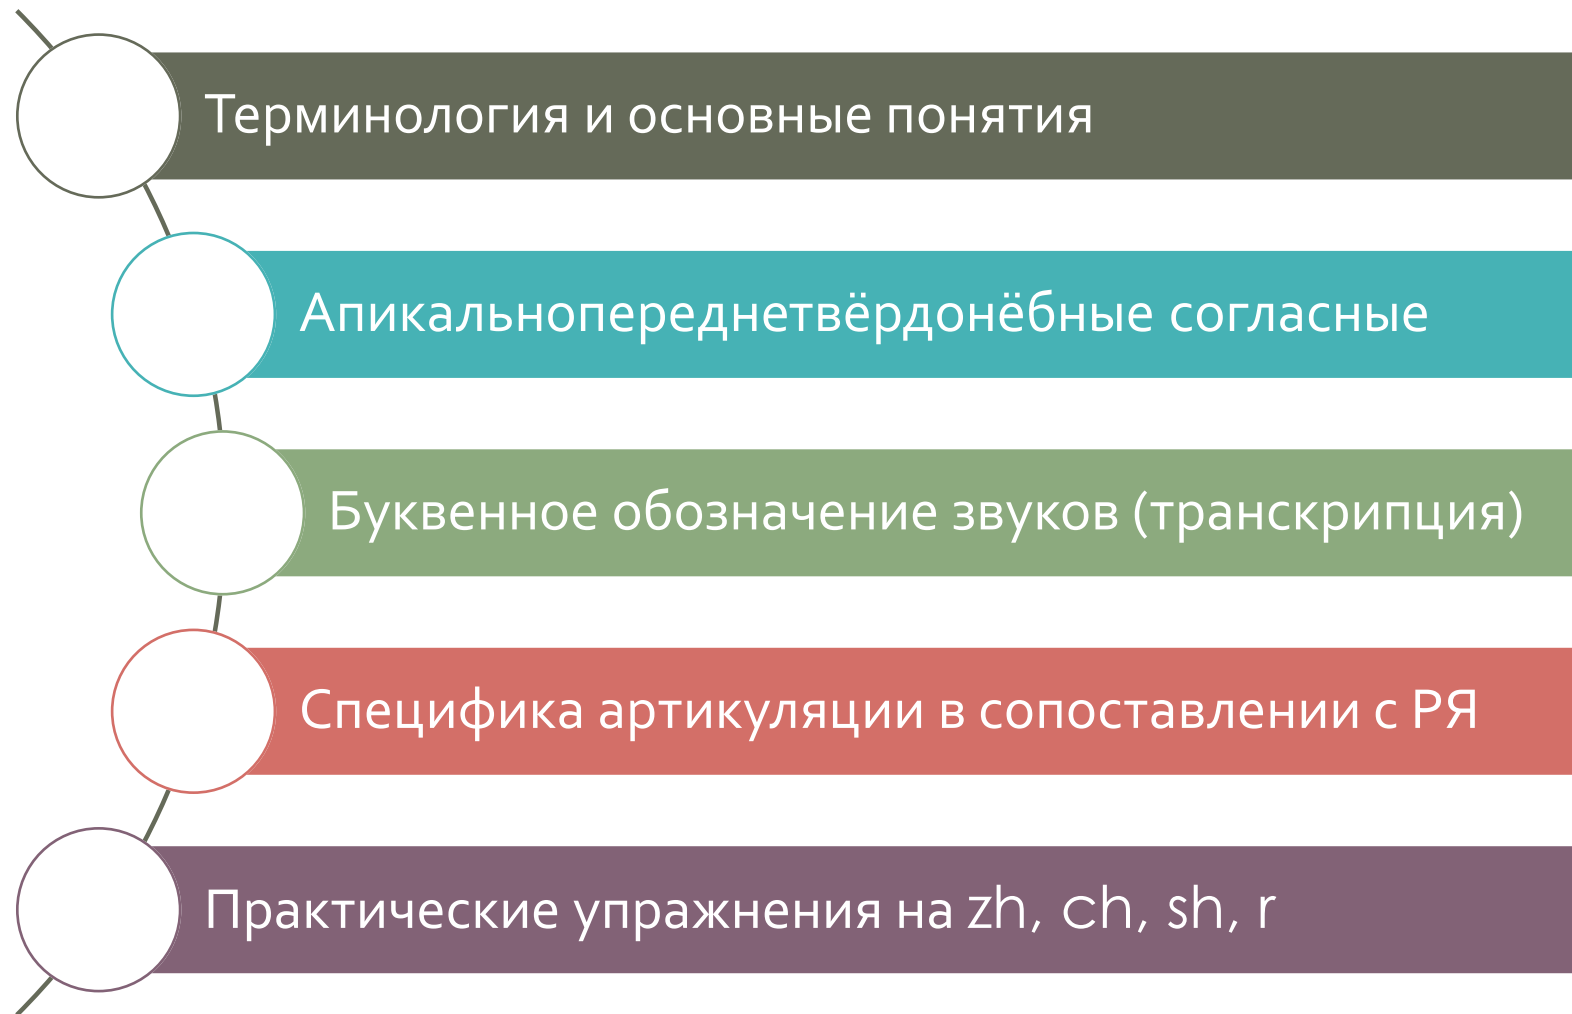 Терминология и основные понятия
Апикальнопереднетвёрдонёбные согласные
Буквенное обозначение звуков (транскрипция)
Специфика артикуляции в сопоставлении с РЯ
Практические упражнения на zh, ch, sh, r